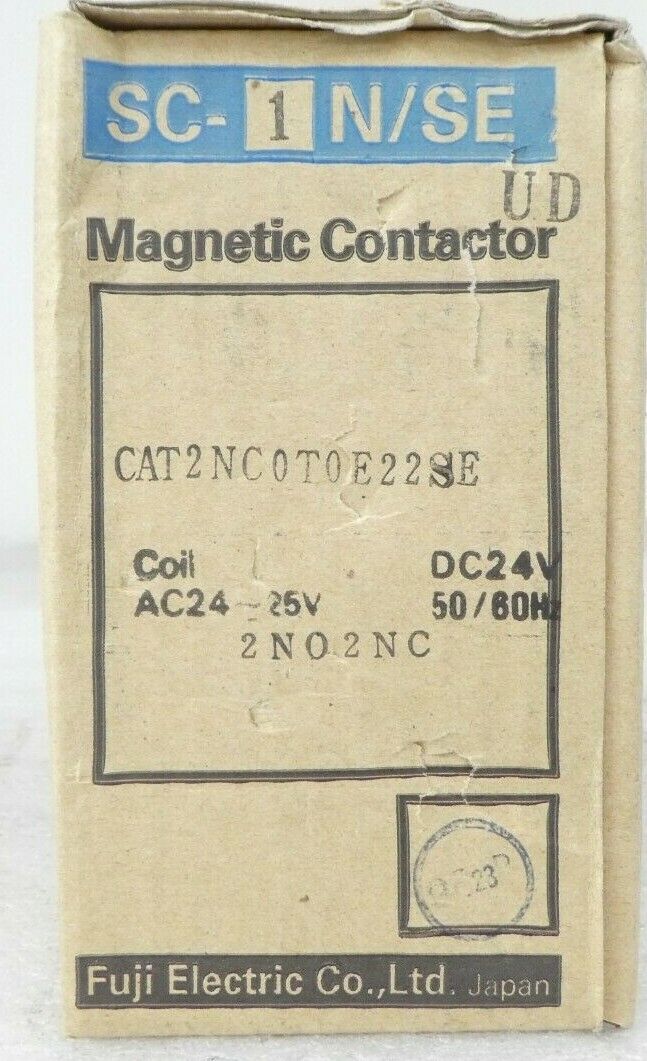 SC-1N/SE
UD
Magnetic Contactor
CAT2NC0T0E22SE
Coil DC24V
AC24-25V 50/60Hz
2NO2NC
23
Fuji Electric Co.,Ltd. Japan